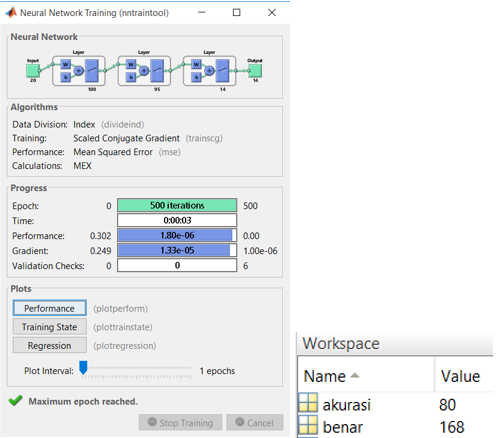 Neural Network Training (nntraintool)
Neural Network
Layer Layer Layer
Input W b W b W b Output
20 100 95 14 14
Algorithms
Data Division: Index (divideind)
Training: Scaled Conjugate Gradient (trainscg)
Performance: Mean Squared Error (mse)
Calculations: MEX
Progress
Epoch: 0 500 iterations 500
Time: 0:00:03
Performance: 0.302 1.80e-06 0.00
Gradient: 0.249 1.33e-05 1.00e-06
Validation Checks: 0 0 6
Plots
Performance (plotperform)
Training State (plottrainstate)
Regression (plotregression)
Plot Interval: 1 epochs
Maximum epoch reached.
Stop Training Cancel
Workspace
Name Value
akurasi 80
benar 168